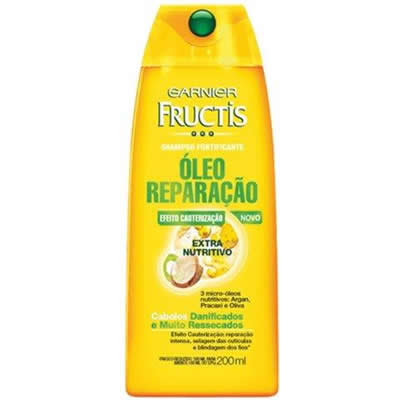 GARNIER
FRUCTIS
SHAMPOO FORTIFICANTE
ÓLEO
REPARAÇÃO
EFEITO CAUTERIZAÇÃO NOVO
EXTRA
NUTRITIVO
3 micro-óleos
nutritivos: Argan,
Pracaxi e Oliva
Cabelos Danificados
e Muito Ressecados
Efeito Cauterização: reparação
intensa, selagem das cutículas
e blindagem dos fios*
200ml